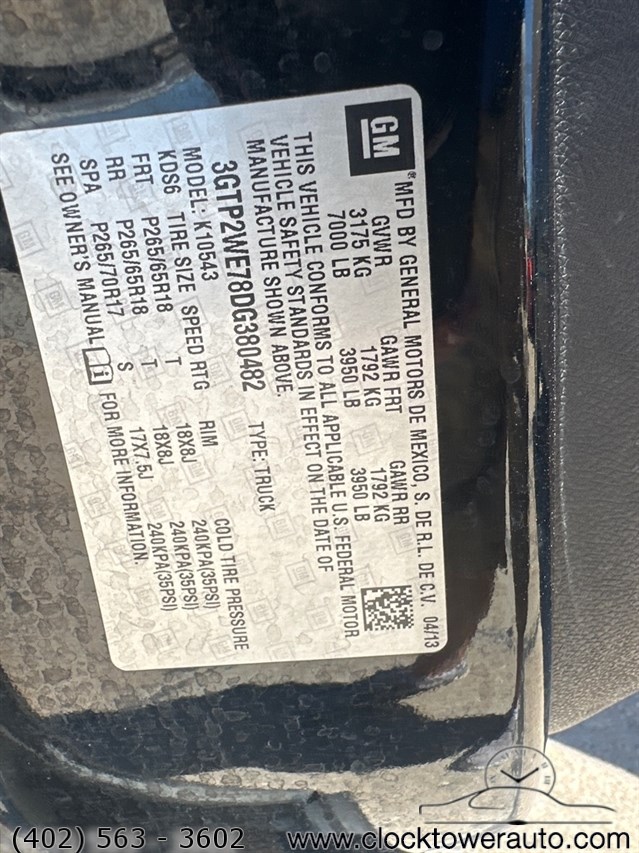 GM
®MFD BY GENERAL MOTORS DE MEXICO, S. DE R.L. DE C.V. 04/13
GVWR GAWR FRT GAWR RR
3175 KG 1792 KG 1792 KG
7000 LB 3950 LB 3950 LB
THIS VEHICLE CONFORMS TO ALL APPLICABLE U.S. FEDERAL MOTOR
VEHICLE SAFETY STANDARDS IN EFFECT ON THE DATE OF
MANUFACTURE SHOWN ABOVE.
3GTP2WE78DG380482 TYPE: TRUCK
MODEL: K10543
KDS6 TIRE SIZE SPEED RTG RIM COLD TIRE PRESSURE
FRT P265/65R18 T 18X8J 240KPA(35PSI)
RR P265/65R18 T 18X8J 240KPA(35PSI)
SPA P265/70R17 S 17X7.5J 240KPA(35PSI)
SEE OWNER'S MANUAL FOR MORE INFORMATION.
(402) 563 - 3602 www.clocktowerauto.com